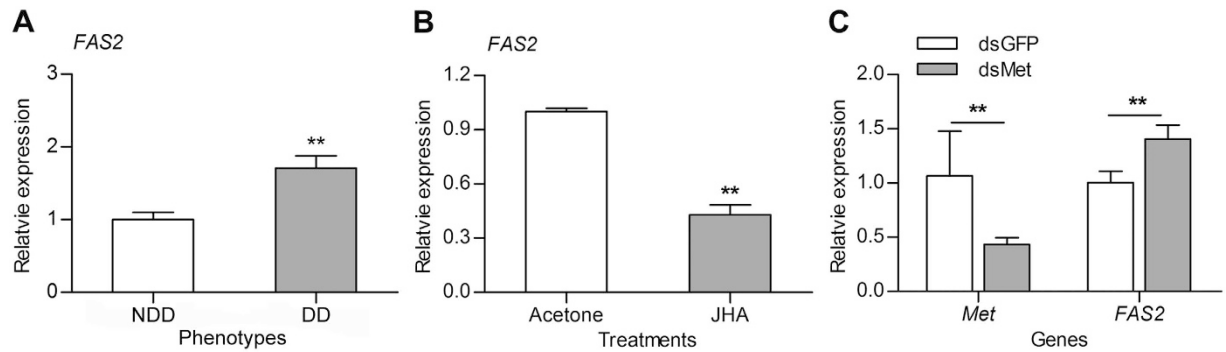 A
FAS2
Relatvie expression
3
2
1
0
**
NDD
DD
Phenotypes
B
FAS2
Relatvie expression
1.2
0.9
0.6
0.3
0.0
**
Acetone
JHA
Treatments
C
dsGFP
dsMet
Relatvie expression
2.0
1.5
1.0
0.5
0.0
**
**
Met
FAS2
Genes